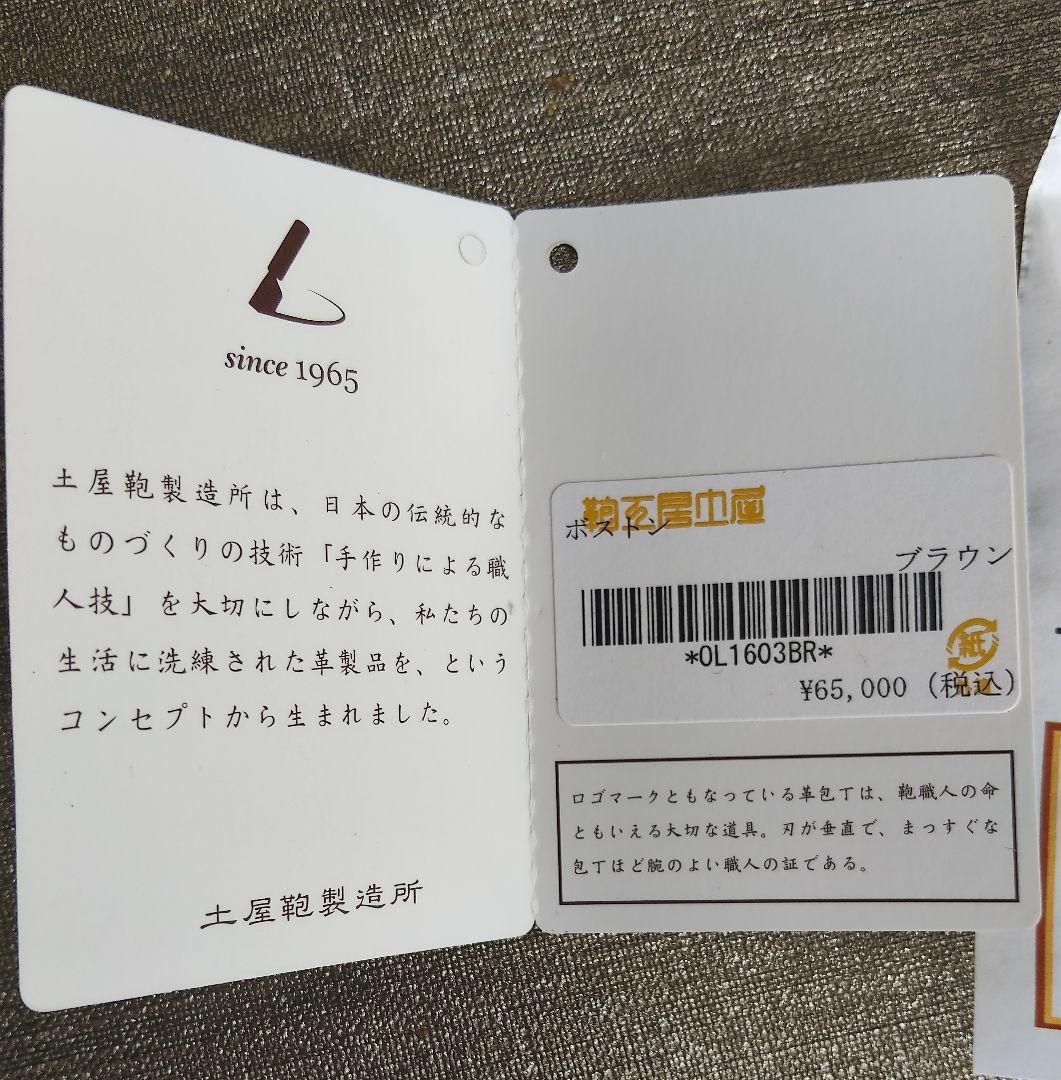 since 1965
土屋鞄製造所は、日本の伝統的な
ものづくりの技術「手作りによる職
人技」を大切にしながら、私たちの
生活に洗練された革製品を、という
コンセプトから生まれました。
土屋鞄製造所
ボストン
ブラウン
*OL1603BR*
紙
¥65,000 (税込)
ロゴマークともなっている革包丁は、鞄職人の命
ともいえる大切な道具。刃が垂直で、まっすぐな
包丁ほど腕のよい職人の証である。